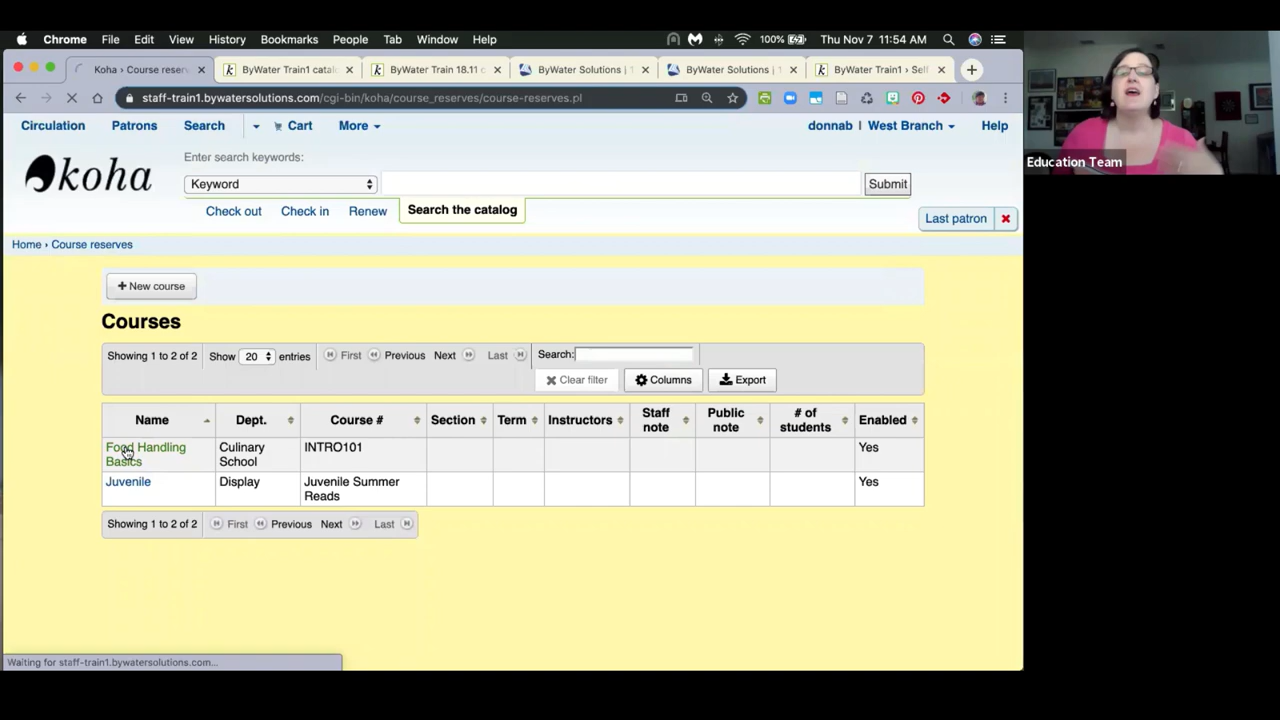 Chrome File Edit View History Bookmarks People Tab Window Help 100% Thu Nov 7 11:54 AM
Koha › Course reserv
ByWater Train1 catal
ByWater Train 18.11 c
ByWater Solutions | 1
ByWater Solutions | 1
ByWater Train1 › Self
staff-train1.bywatersolutions.com/cgi-bin/koha/course_reserves/course-reserves.pl
Circulation Patrons Search Cart More donnab West Branch Help
Education Team
Enter search keywords:
koha
Keyword Submit
Check out Check in Renew Search the catalog
Last patron
Home › Course reserves
+ New course
Courses
Showing 1 to 2 of 2 Show 20 entries First Previous Next Last Search:
Clear filter Columns Export
Name Dept. Course # Section Term Instructors Staff note Public note # of students Enabled
Food Handling Basics Culinary School INTRO101 Yes
Juvenile Display Juvenile Summer Reads Yes
Showing 1 to 2 of 2 First Previous Next Last
Waiting for staff-train1.bywatersolutions.com...